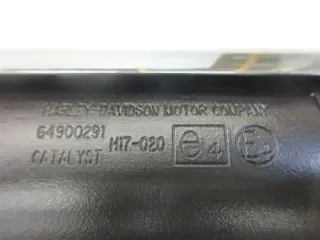 HARLEY-DAVIDSON MOTOR COMPANY
64900291
CATALYST M17-020 e4 E4